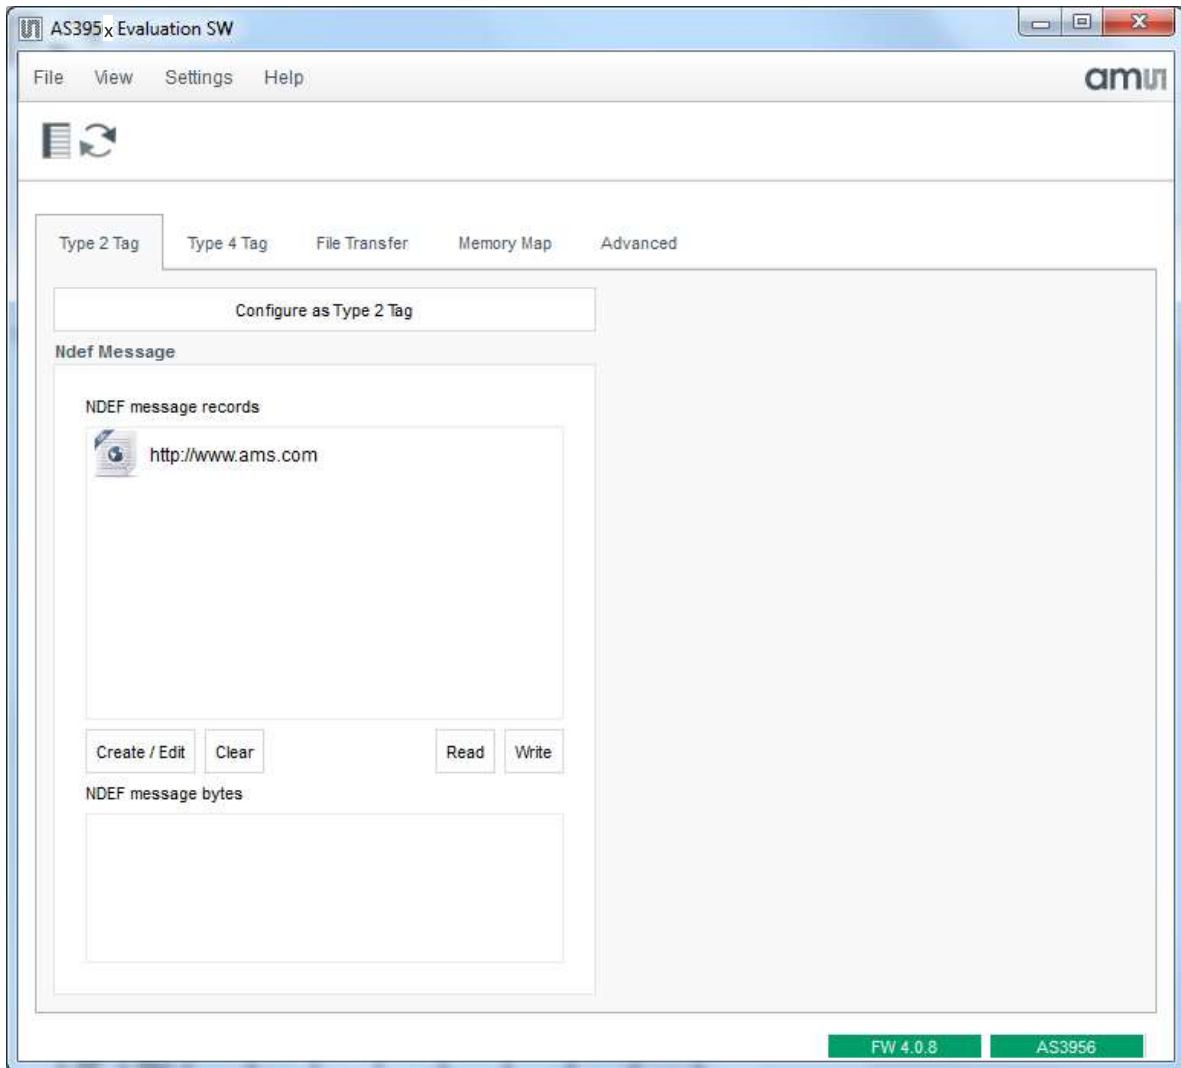 AS395x Evaluation SW
File View Settings Help
amu
Type 2 Tag Type 4 Tag File Transfer Memory Map Advanced
Configure as Type 2 Tag
Ndef Message
NDEF message records
http://www.ams.com
Create / Edit Clear Read Write
NDEF message bytes
FW 4.0.8 AS3956